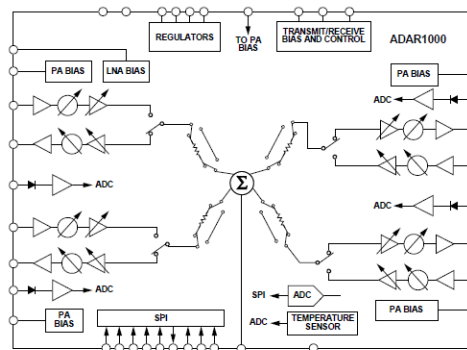 REGULATORS
TO PA
BIAS
TRANSMIT/RECEIVE
BIAS AND CONTROL
ADAR1000
PA BIAS
LNA BIAS
PA BIAS
ADC
ADC
ADC
Σ
ADC
SPI
ADC
PA
BIAS
SPI
ADC
TEMPERATURE
SENSOR
PA BIAS